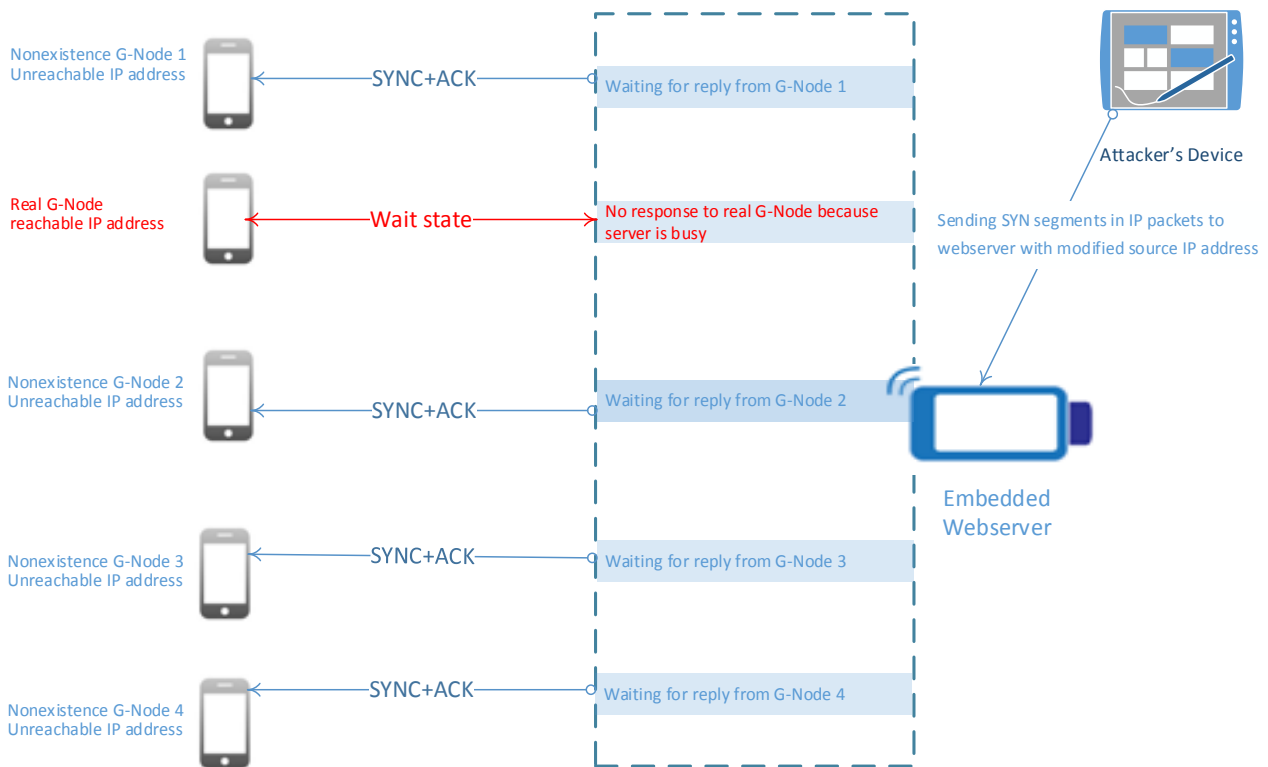 Nonexistence G-Node 1
Unreachable IP address
SYNC+ACK
Waiting for reply from G-Node 1
Attacker's Device
Real G-Node
reachable IP address
Wait state
No response to real G-Node because
server is busy
Sending SYN segments in IP packets to
webserver with modified source IP address
Nonexistence G-Node 2
Unreachable IP address
SYNC+ACK
Waiting for reply from G-Node 2
Embedded
Webserver
Nonexistence G-Node 3
Unreachable IP address
SYNC+ACK
Waiting for reply from G-Node 3
Nonexistence G-Node 4
Unreachable IP address
SYNC+ACK
Waiting for reply from G-Node 4